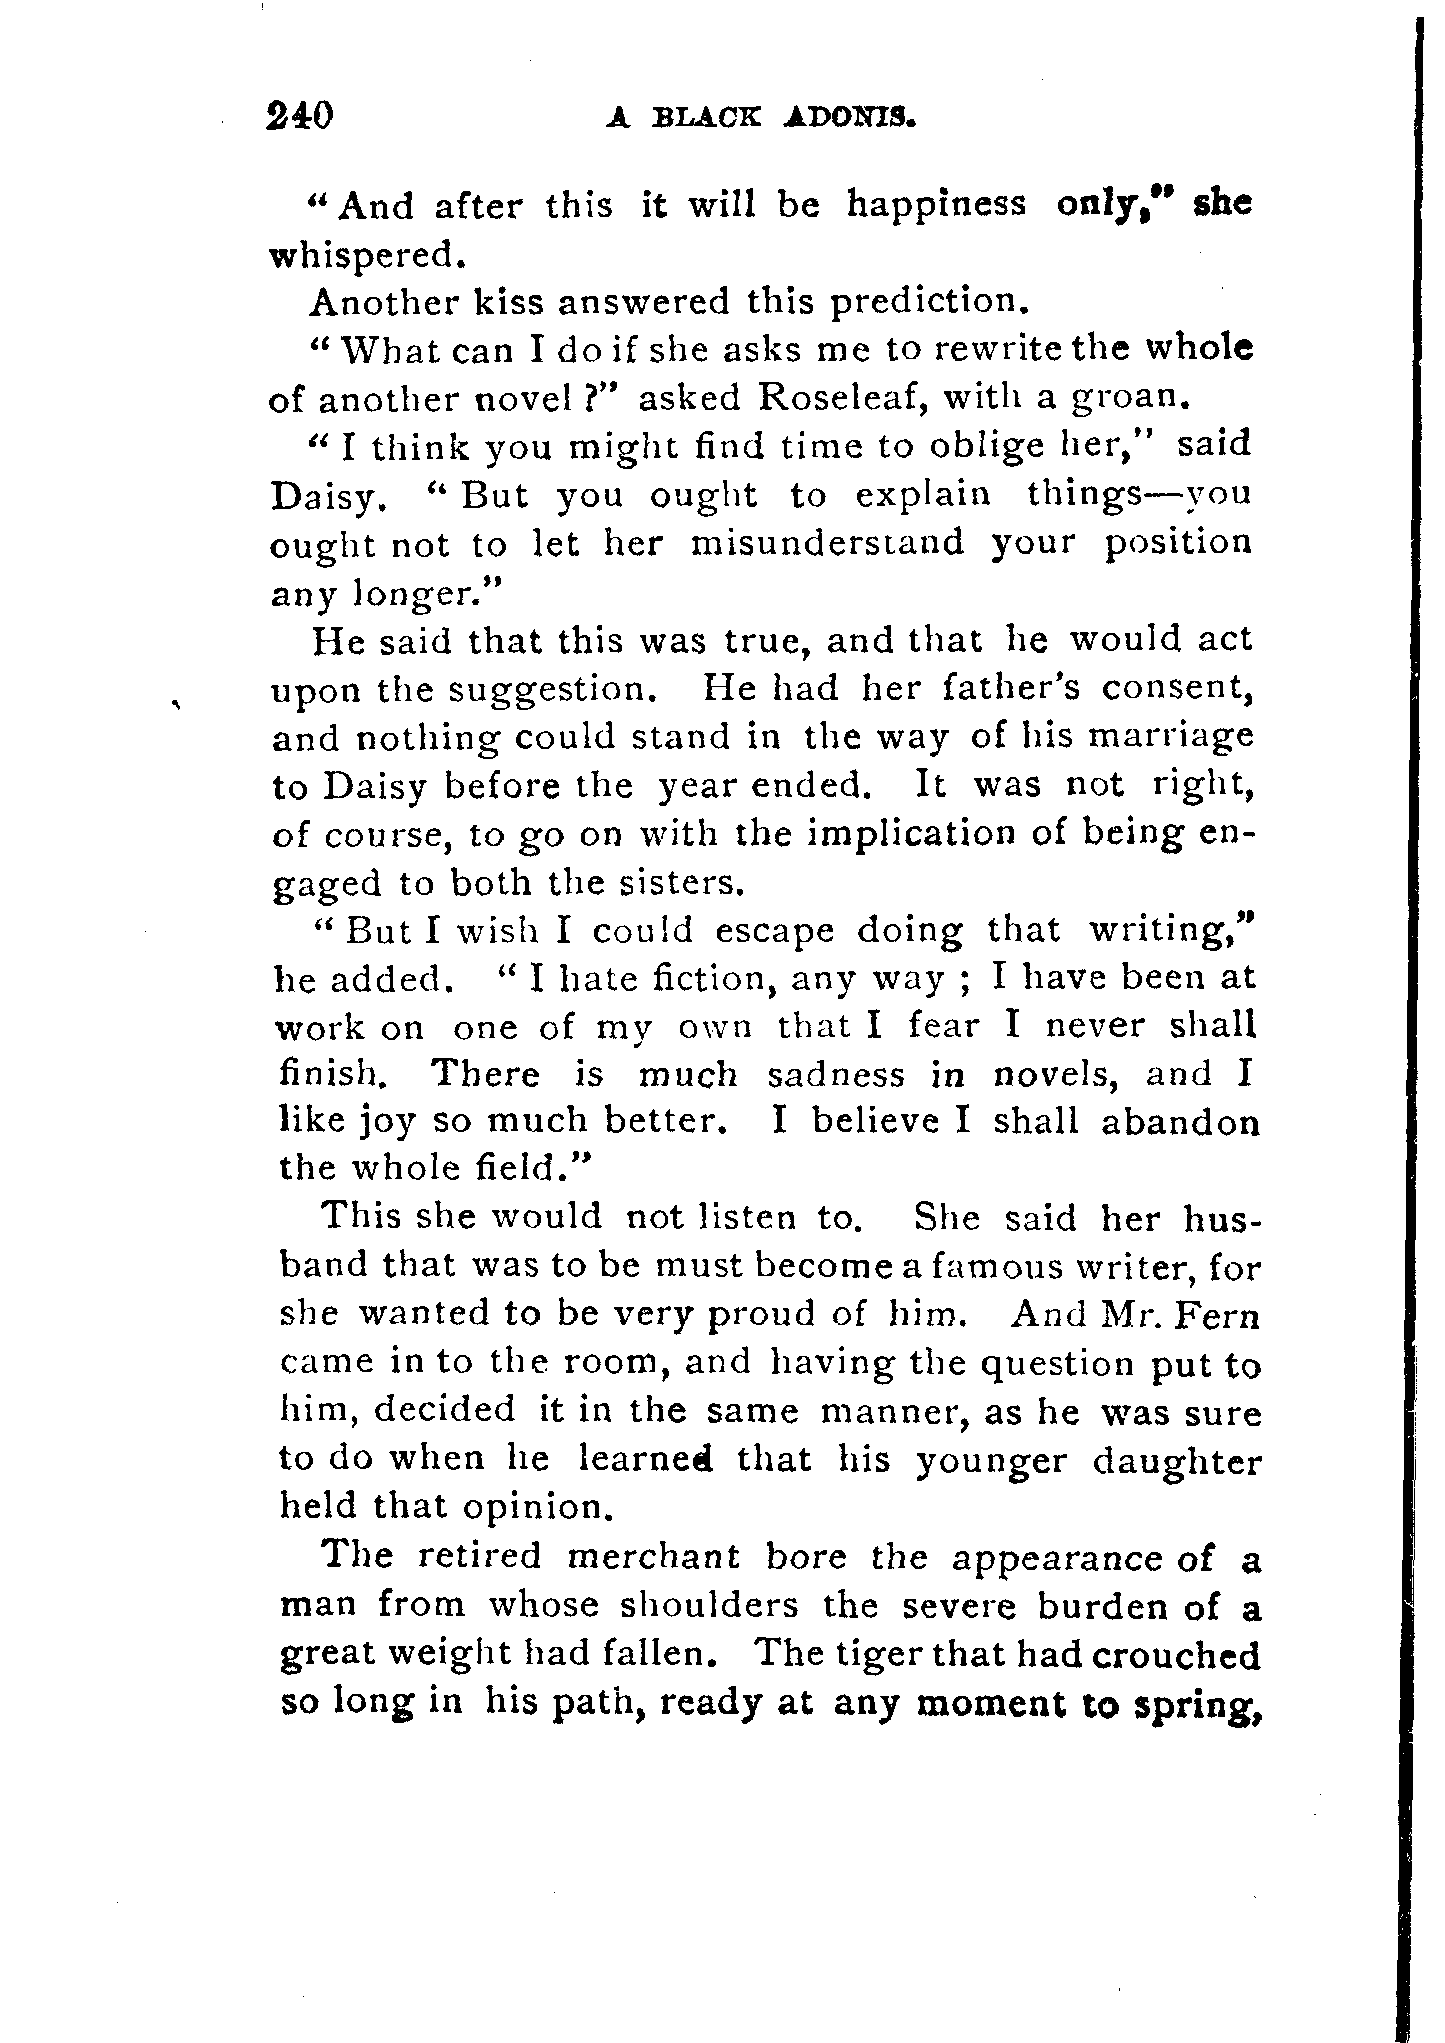 240 A BLACK ADONIS.
“And after this it will be happiness only,” she
whispered.
Another kiss answered this prediction.
“What can I do if she asks me to rewrite the whole
of another novel ?” asked Roseleaf, with a groan.
“I think you might find time to oblige her,” said
Daisy. “But you ought to explain things—you
ought not to let her misunderstand your position
any longer.”
He said that this was true, and that he would act
upon the suggestion. He had her father's consent,
and nothing could stand in the way of his marriage
to Daisy before the year ended. It was not right,
of course, to go on with the implication of being en-
gaged to both the sisters.
“But I wish I could escape doing that writing,”
he added. “I hate fiction, any way ; I have been at
work on one of my own that I fear I never shall
finish. There is much sadness in novels, and I
like joy so much better. I believe I shall abandon
the whole field.”
This she would not listen to. She said her hus-
band that was to be must become a famous writer, for
she wanted to be very proud of him. And Mr. Fern
came in to the room, and having the question put to
him, decided it in the same manner, as he was sure
to do when he learned that his younger daughter
held that opinion.
The retired merchant bore the appearance of a
man from whose shoulders the severe burden of a
great weight had fallen. The tiger that had crouched
so long in his path, ready at any moment to spring,